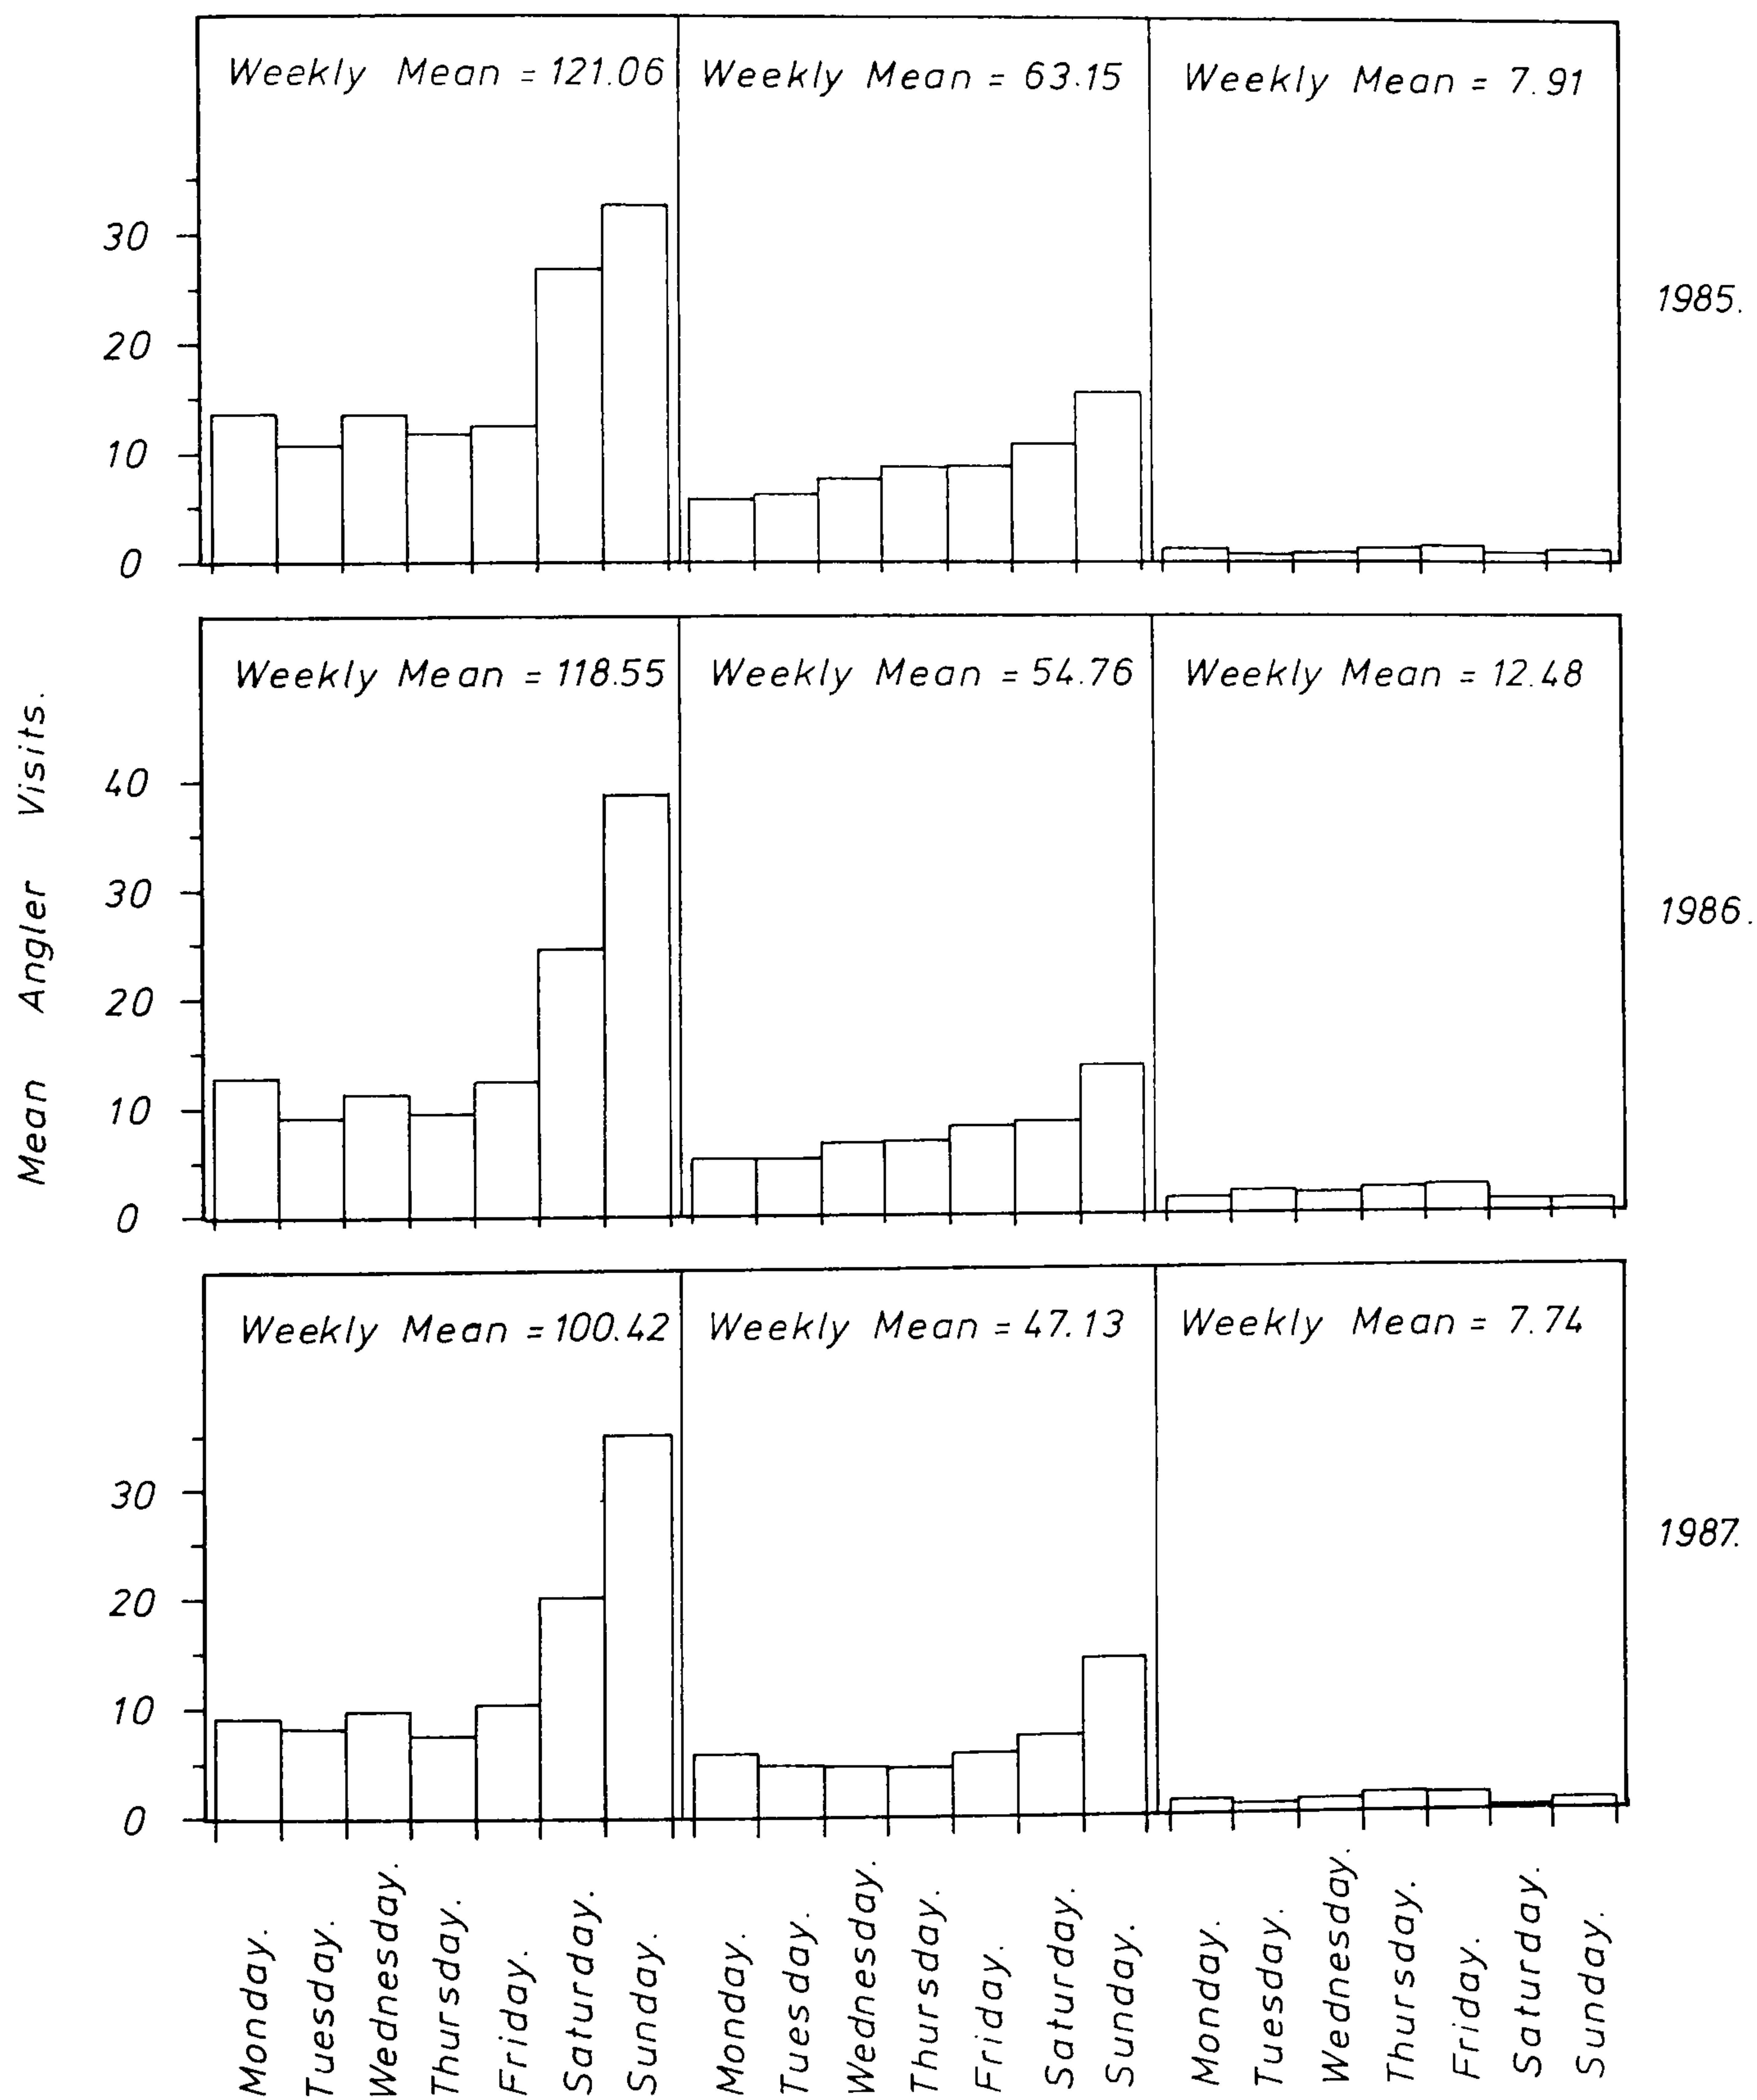 Weekly Mean = 121.06
Weekly Mean = 63.15
Weekly Mean = 7.91
30
20
10
0
1985.
Mean Angler Visits.
Weekly Mean = 118.55
Weekly Mean = 54.76
Weekly Mean = 12.48
40
30
20
10
0
1986.
Weekly Mean = 100.42
Weekly Mean = 47.13
Weekly Mean = 7.74
30
20
10
0
1987.
Monday.
Tuesday.
Wednesday.
Thursday.
Friday.
Saturday.
Sunday.
Monday.
Tuesday.
Wednesday.
Thursday.
Friday.
Saturday.
Sunday.
Monday.
Tuesday.
Wednesday.
Thursday.
Friday.
Saturday.
Sunday.